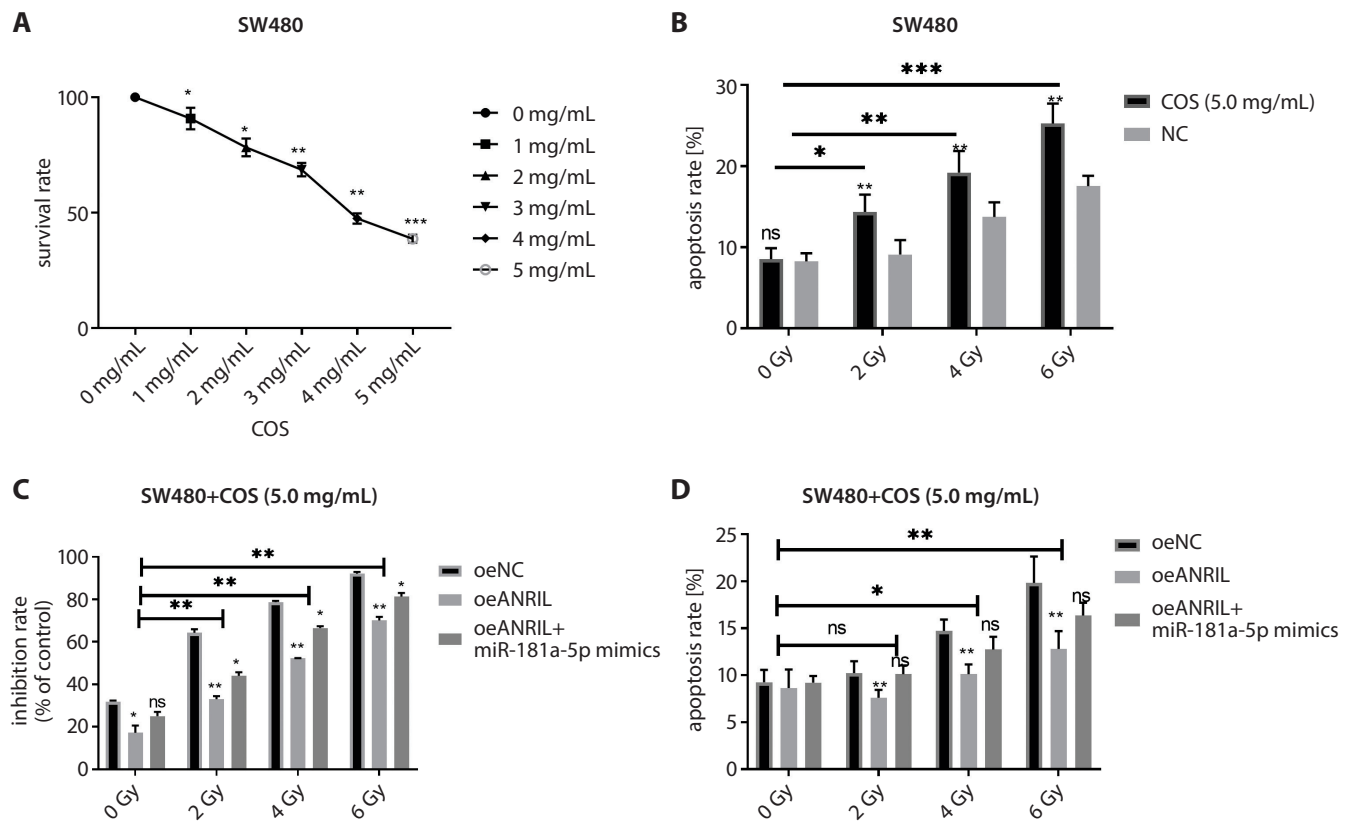 A
SW480
survival rate
100
50
0
*
*
**
**
***
0 mg/mL
1 mg/mL
2 mg/mL
3 mg/mL
4 mg/mL
5 mg/mL
COS
0 mg/mL
1 mg/mL
2 mg/mL
3 mg/mL
4 mg/mL
5 mg/mL
B
SW480
apoptosis rate [%]
30
20
10
0
***
**
*
ns
**
**
**
0 Gy
2 Gy
4 Gy
6 Gy
COS (5.0 mg/mL)
NC
C
SW480+COS (5.0 mg/mL)
inhibition rate
(% of control)
100
80
60
40
20
0
**
**
**
*
ns
**
*
**
*
**
*
0 Gy
2 Gy
4 Gy
6 Gy
oeNC
oeANRIL
oeANRIL+
miR-181a-5p mimics
D
SW480+COS (5.0 mg/mL)
apoptosis rate [%]
25
20
15
10
5
0
**
*
ns
**
ns
**
ns
**
ns
0 Gy
2 Gy
4 Gy
6 Gy
oeNC
oeANRIL
oeANRIL+
miR-181a-5p mimics